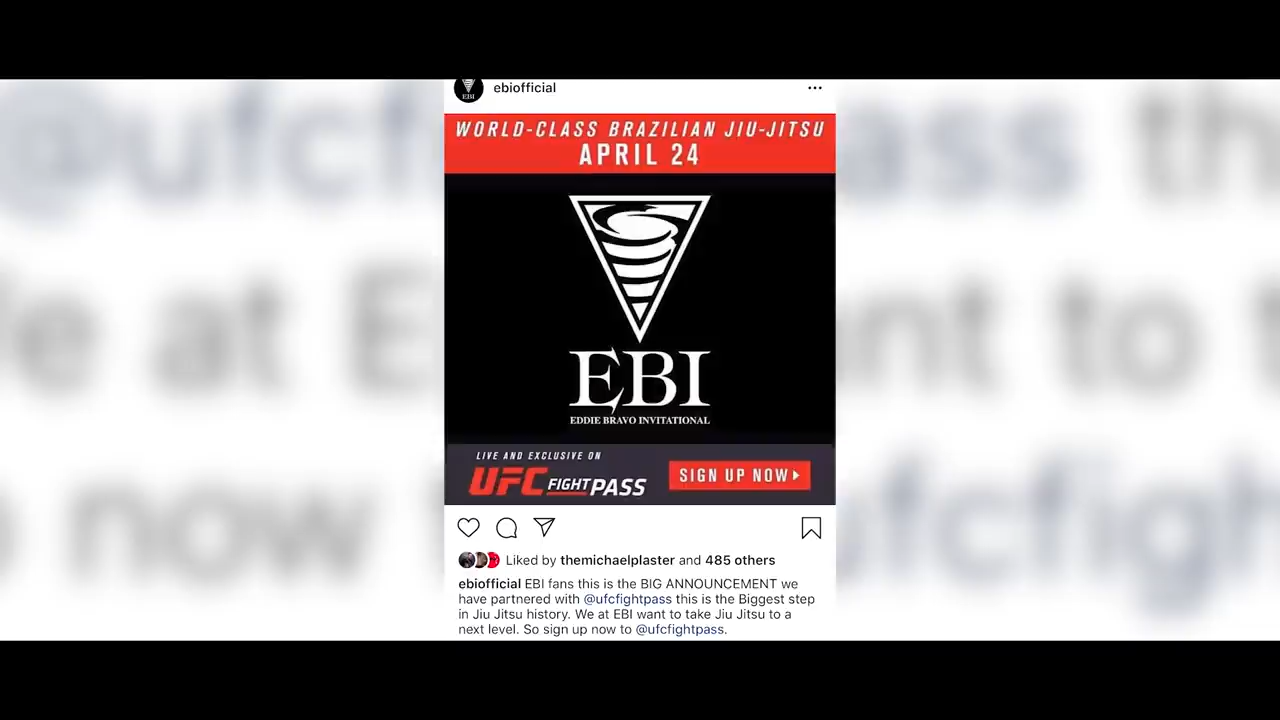 EBI
ebiofficial
WORLD-CLASS BRAZILIAN JIU-JITSU
APRIL 24
EBI
EDDIE BRAVO INVITATIONAL
LIVE AND EXCLUSIVE ON
UFC FIGHT PASS
SIGN UP NOW
Liked by themichaelplaster and 485 others
ebiofficial EBI fans this is the BIG ANNOUNCEMENT we
have partnered with @ufcfightpass this is the Biggest step
in Jiu Jitsu history. We at EBI want to take Jiu Jitsu to a
next level. So sign up now to @ufcfightpass.